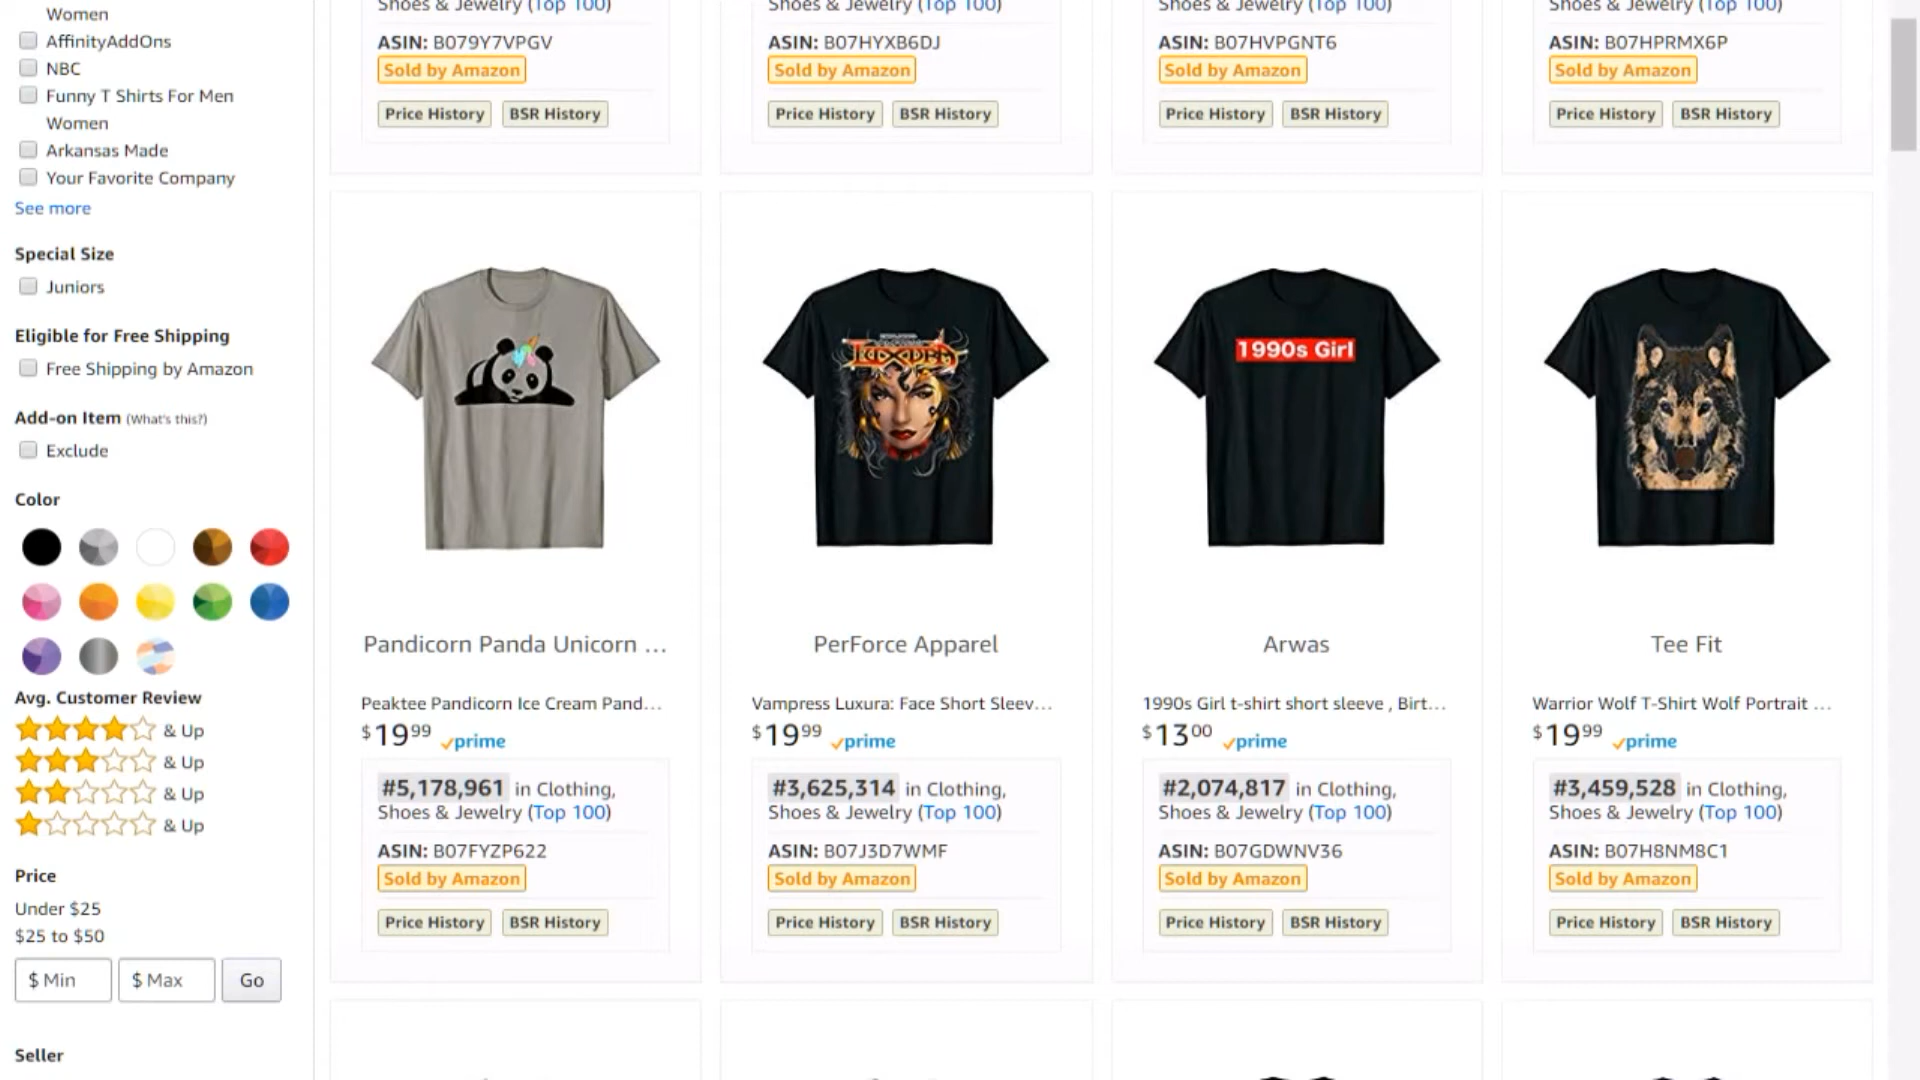 Women
AffinityAddOns
NBC
Funny T Shirts For Men
Women
Arkansas Made
Your Favorite Company
See more
Special Size
Juniors
Eligible for Free Shipping
Free Shipping by Amazon
Add-on Item (What's this?)
Exclude
Color
Avg. Customer Review
& Up
& Up
& Up
& Up
Price
Under $25
$25 to $50
$ Min $ Max Go
Seller
Shoes & Jewelry (Top 100)
ASIN: B079Y7VPGV
Sold by Amazon
Price History BSR History
Shoes & Jewelry (Top 100)
ASIN: B07HYXB6DJ
Sold by Amazon
Price History BSR History
Shoes & Jewelry (Top 100)
ASIN: B07HVPGNT6
Sold by Amazon
Price History BSR History
Shoes & Jewelry (Top 100)
ASIN: B07HPRMX6P
Sold by Amazon
Price History BSR History
Pandicorn Panda Unicorn ...
Peaktee Pandicorn Ice Cream Pand...
$1999 prime
#5,178,961 in Clothing,
Shoes & Jewelry (Top 100)
ASIN: B07FYZP622
Sold by Amazon
Price History BSR History
PerForce Apparel
Vampress Luxura: Face Short Sleev...
$1999 prime
#3,625,314 in Clothing,
Shoes & Jewelry (Top 100)
ASIN: B07J3D7WMF
Sold by Amazon
Price History BSR History
1990s Girl
Arwas
1990s Girl t-shirt short sleeve , Birt...
$1300 prime
#2,074,817 in Clothing,
Shoes & Jewelry (Top 100)
ASIN: B07GDWNV36
Sold by Amazon
Price History BSR History
Tee Fit
Warrior Wolf T-Shirt Wolf Portrait ...
$1999 prime
#3,459,528 in Clothing,
Shoes & Jewelry (Top 100)
ASIN: B07H8NM8C1
Sold by Amazon
Price History BSR History